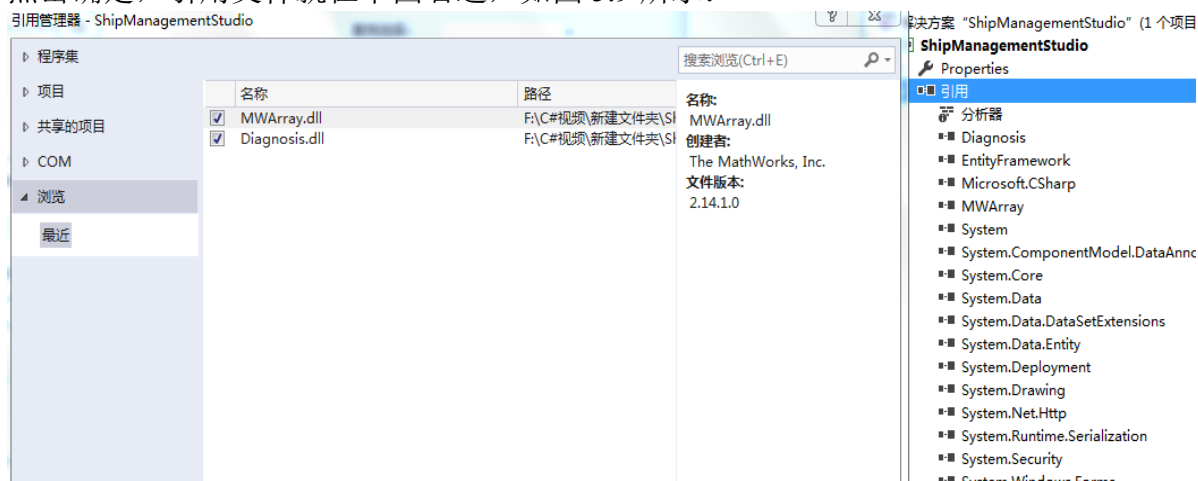 引用管理器 - ShipManagementStudio
程序集
项目
共享的项目
COM
浏览
最近
名称
路径
MWArray.dll
F:\C#视频\新建文件夹\Sl
Diagnosis.dll
F:\C#视频\新建文件夹\Sl
搜索浏览(Ctrl+E)
名称:
MWArray.dll
创建者:
The MathWorks, Inc.
文件版本:
2.14.1.0
解决方案 "ShipManagementStudio" (1 个项目
ShipManagementStudio
Properties
引用
分析器
Diagnosis
EntityFramework
Microsoft.CSharp
MWArray
System
System.ComponentModel.DataAnno
System.Core
System.Data
System.Data.DataSetExtensions
System.Data.Entity
System.Deployment
System.Drawing
System.Net.Http
System.Runtime.Serialization
System.Security